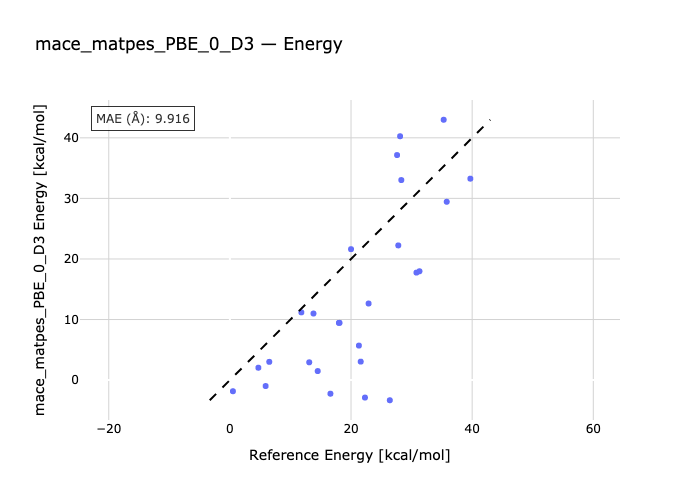 mace_matpes_PBE_0_D3 — Energy
MAE (Å): 9.916
mace_matpes_PBE_0_D3 Energy [kcal/mol]
40
30
20
10
0
−20
0
20
40
60
Reference Energy [kcal/mol]